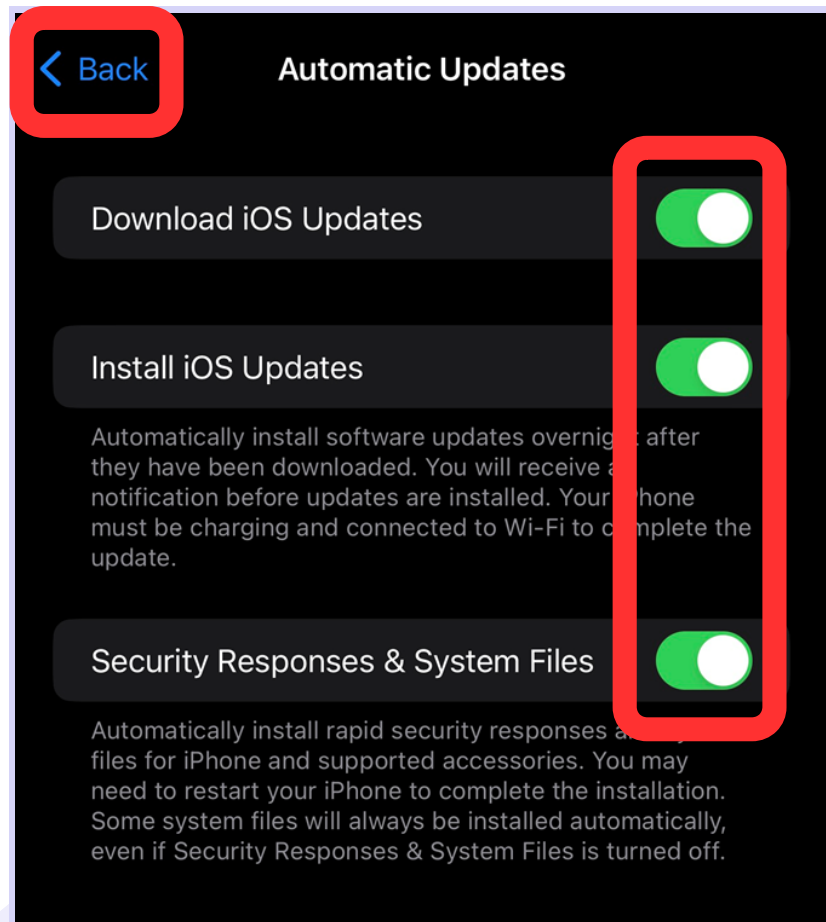 Back
Automatic Updates
Download iOS Updates
Install iOS Updates
Automatically install software updates overnig after
they have been downloaded. You will receive a
notification before updates are installed. Your hone
must be charging and connected to Wi-Fi to c mplete the
update.
Security Responses & System Files
Automatically install rapid security responses a
files for iPhone and supported accessories. You may
need to restart your iPhone to complete the installation.
Some system files will always be installed automatically,
even if Security Responses & System Files is turned off.